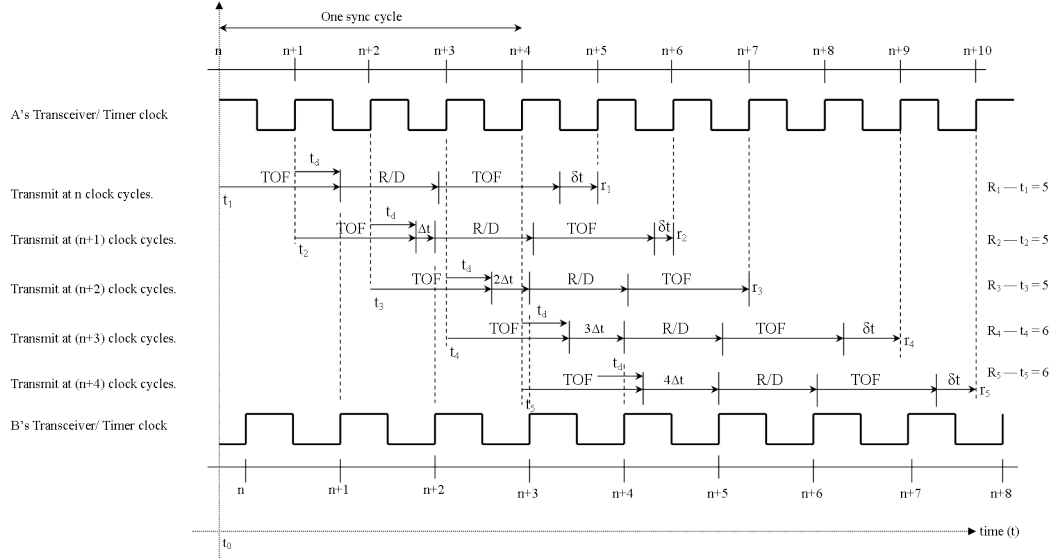 One sync cycle
n n+1 n+2 n+3 n+4 n+5 n+6 n+7 n+8 n+9 n+10
A's Transceiver/ Timer clock
t_d
TOF R/D TOF δt
Transmit at n clock cycles. t_1 r_1 R_1 — t_1 = 5
t_d
TOF Δt R/D TOF δt
Transmit at (n+1) clock cycles. t_2 r_2 R_2 — t_2 = 5
t_d
TOF 2Δt R/D TOF
Transmit at (n+2) clock cycles. t_3 r_3 R_3 — t_3 = 5
t_d
TOF 3Δt R/D TOF δt
Transmit at (n+3) clock cycles. t_4 r_4 R_4 — t_4 = 6
t_d
TOF 4Δt R/D TOF δt
Transmit at (n+4) clock cycles. t_5 r_5 R_5 — t_5 = 6
B's Transceiver/ Timer clock
n n+1 n+2 n+3 n+4 n+5 n+6 n+7 n+8
t_0 time (t)